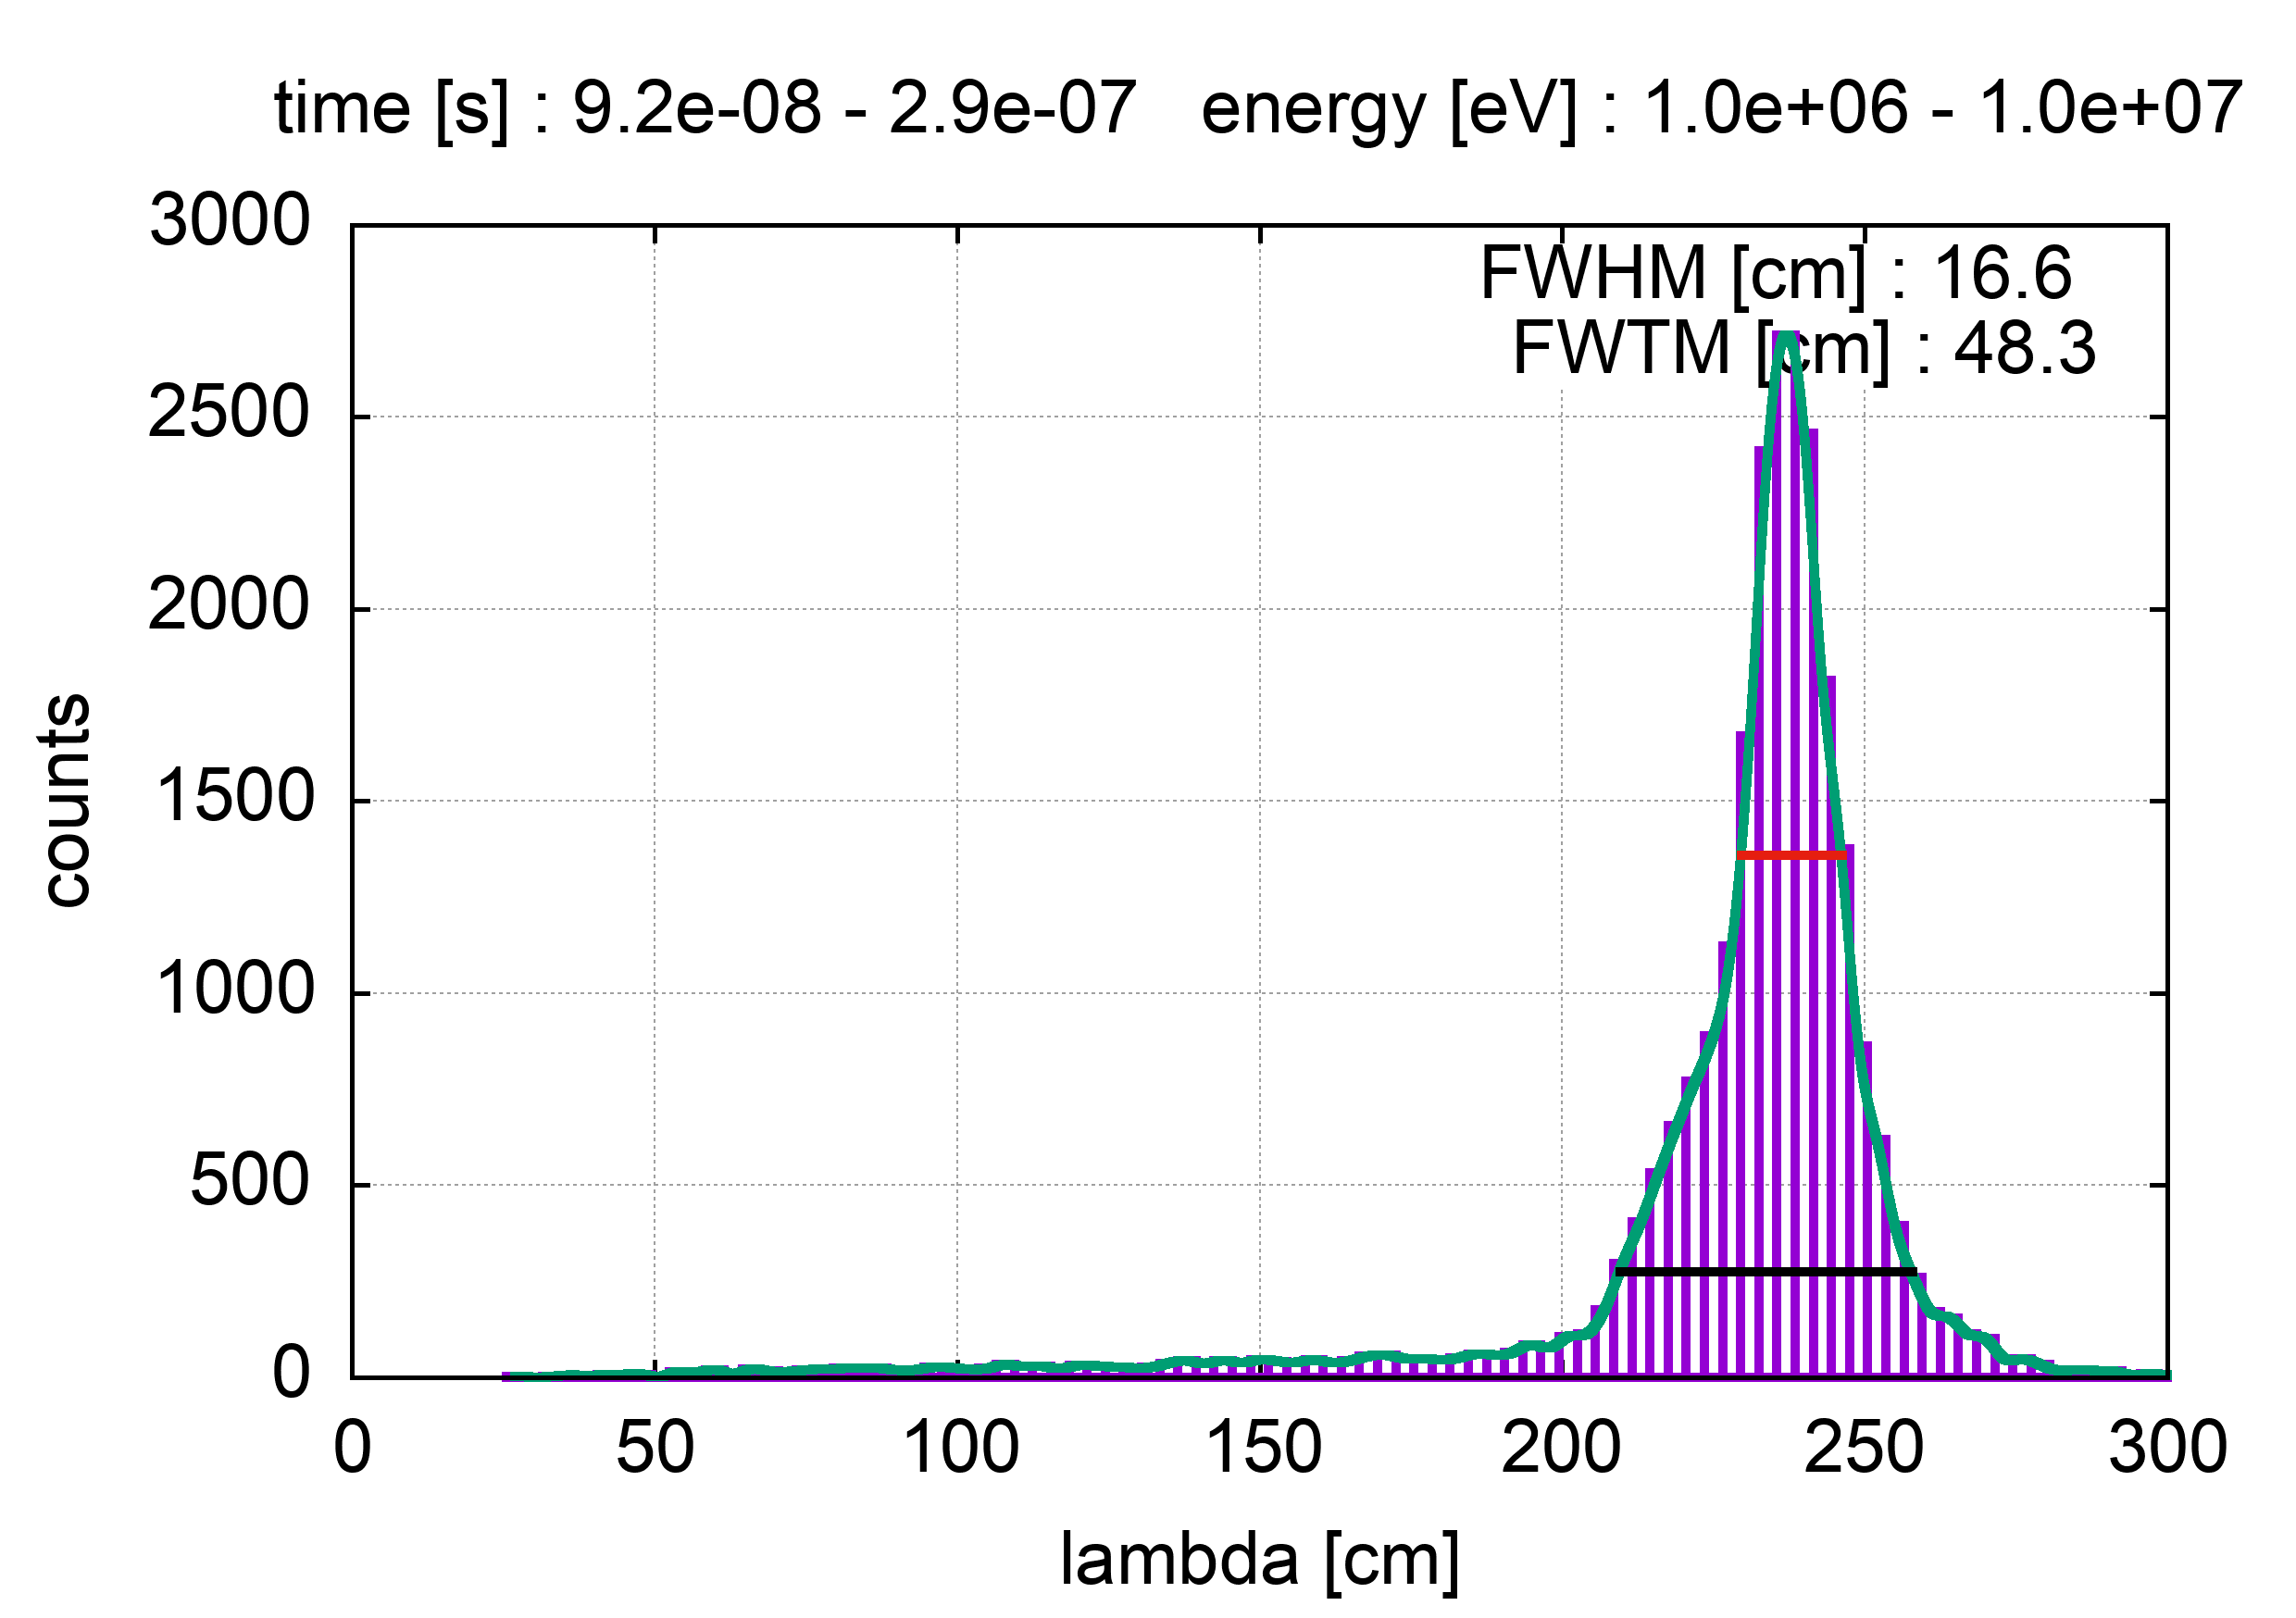 time [s] : 9.2e-08 - 2.9e-07 energy [eV] : 1.0e+06 - 1.0e+07
3000
FWHM [cm] : 16.6
FWTM [cm] : 48.3
2500
2000
1500
counts
1000
500
0
0 50 100 150 200 250 300
lambda [cm]